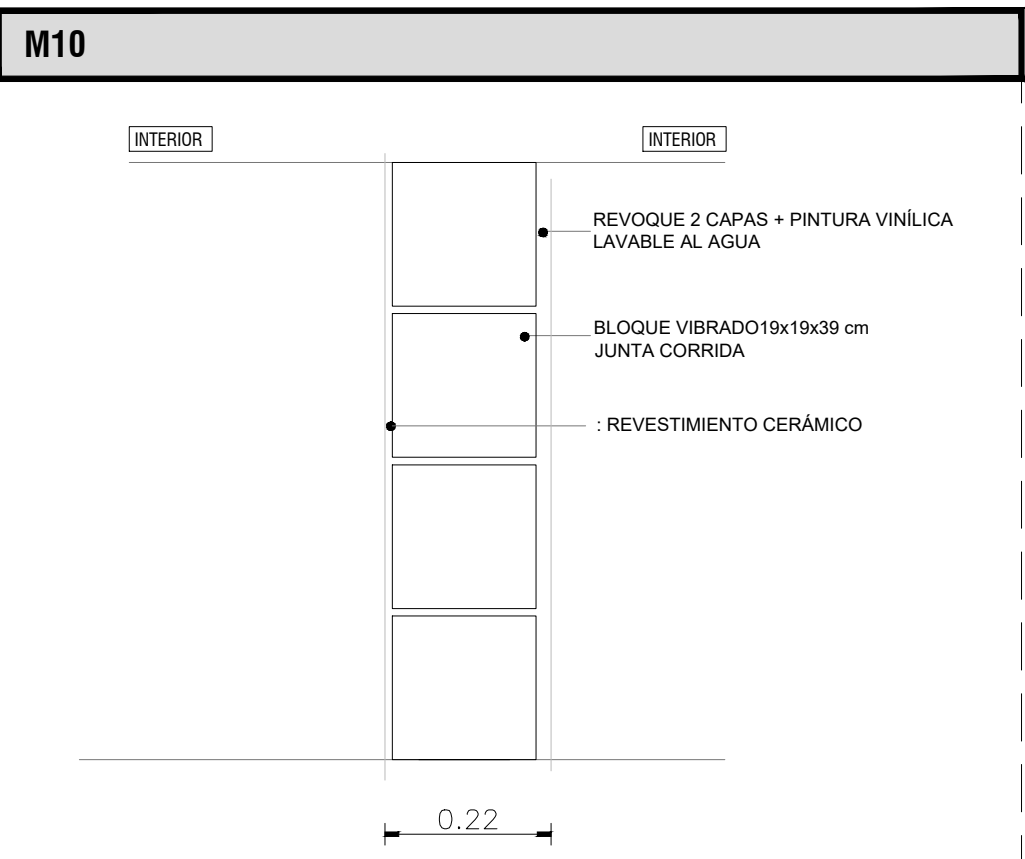 M10
INTERIOR
INTERIOR
REVOQUE 2 CAPAS + PINTURA VINÍLICA
LAVABLE AL AGUA
BLOQUE VIBRADO19x19x39 cm
JUNTA CORRIDA
: REVESTIMIENTO CERÁMICO
0.22